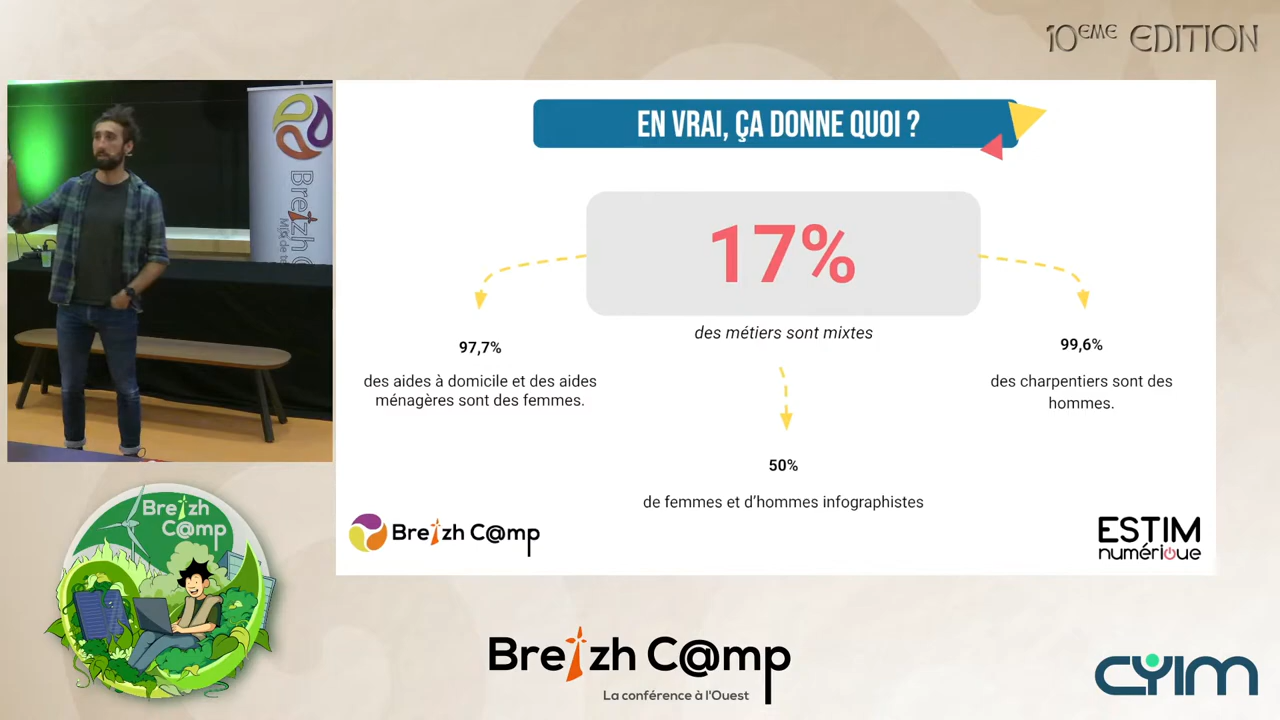 10EME EDITION
EN VRAI, ÇA DONNE QUOI ?
17%
des métiers sont mixtes
97,7%
des aides à domicile et des aides
ménagères sont des femmes.
99,6%
des charpentiers sont des
hommes.
50%
de femmes et d'hommes infographistes
Breizh C@mp
ESTIM
numérique
Breizh
Breizh
C@mp
Breizh C@mp
La conférence à l'Ouest
CYIM